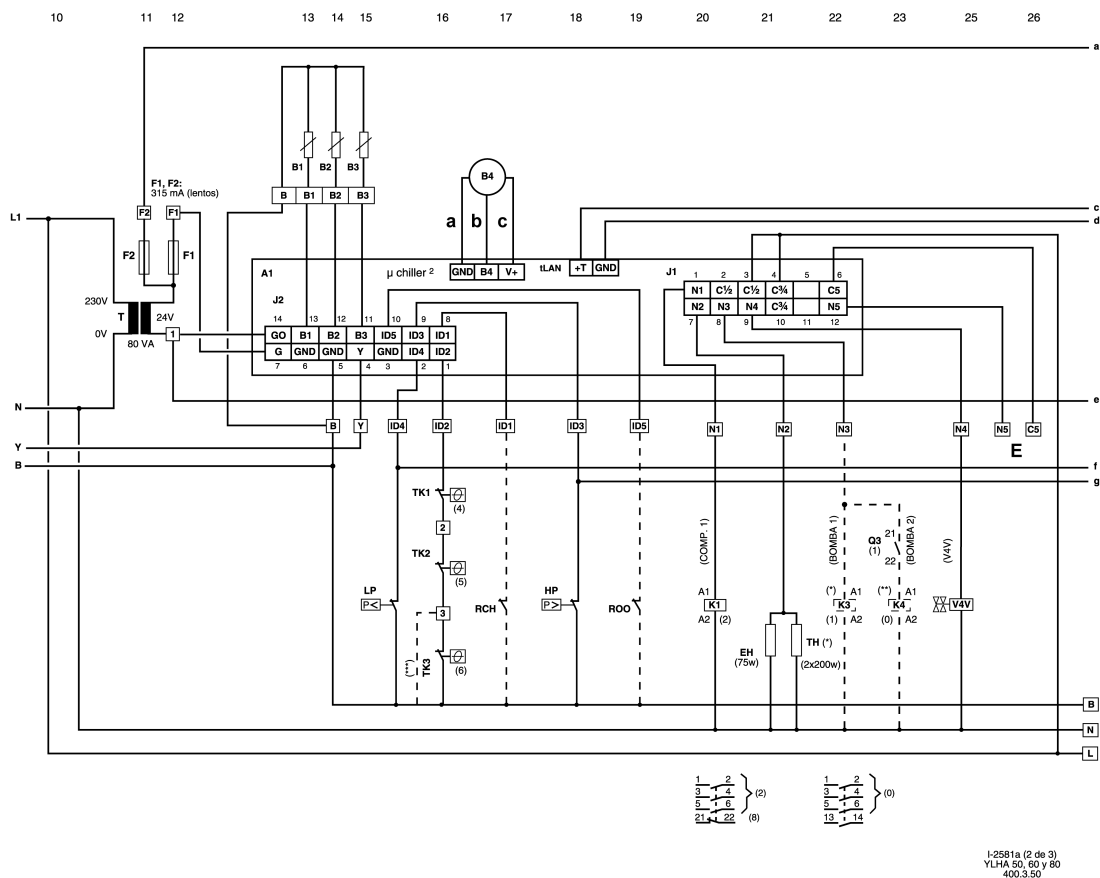 10 11 12 13 14 15 16 17 18 19 20 21 22 23 25 26
a
B1 B2 B3
B4
F1, F2:
315 mA (lentos)
B B1 B2 B3
F2 F1
c
L1
a b c
d
F2 F1
A1
µ chiller 2
GND B4 V+
tLAN
+T GND
J1
1 2 3 4 5 6
N1 C½ C½ C¾ C5
N2 N3 N4 C¾ N5
7 8 9 10 11 12
230V
T
24V
0V
80 VA
1
J2
14 13 12 11 10 9 8
GO B1 B2 B3 ID5 ID3 ID1
G GND GND Y GND ID4 ID2
7 6 5 4 3 2 1
e
N
B Y ID4 ID2 ID1 ID3 ID5 N1 N2 N3 N4 N5 C5
E
Y
B
f
g
TK1
(4)
2
TK2
(5)
3
TK3
(6)
(***)
LP
P<
RCH
HP
P>
ROO
(COMP. 1)
A1
K1
A2 (2)
EH
(75w)
TH (*)
(2x200w)
(BOMBA 1)
(*) A1
K3
(1) A2
Q3
(1)
21
22
(BOMBA 2)
(**) A1
K4
(0) A2
(V4V)
V4V
B
N
L
1 2
3 4
5 6
21 22
(2)
(8)
1 2
3 4
5 6
13 14
(0)
I-2581a (2 de 3)
YLHA 50, 60 y 80
400.3.50